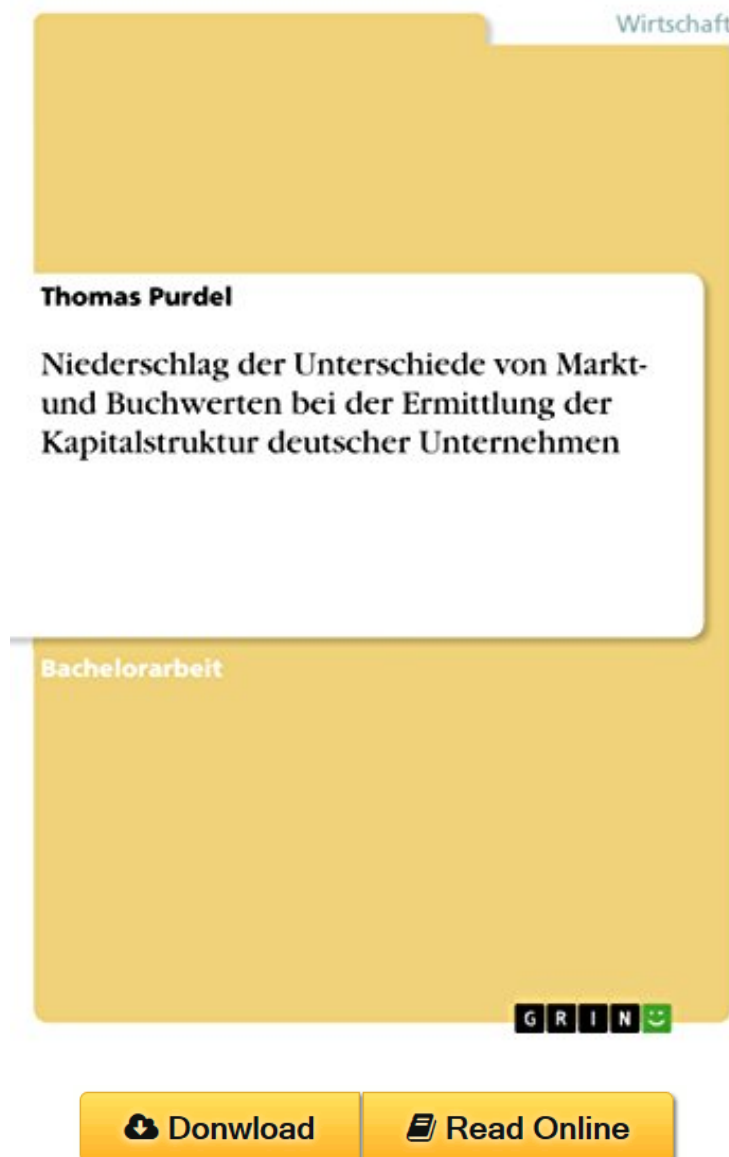 Wirtschaft
Thomas Purdel
Niederschlag der Unterschiede von Markt-
und Buchwerten bei der Ermittlung der
Kapitalstruktur deutscher Unternehmen
Bachelorarbeit
GRIN
Donwload
Read Online